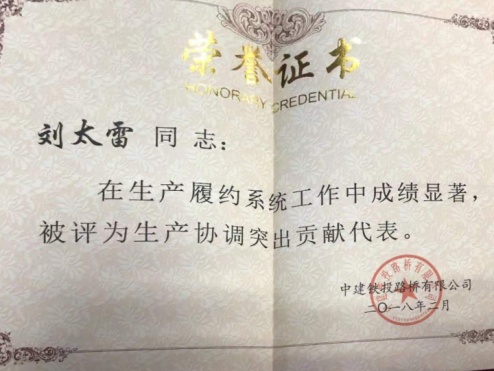 荣誉证书
HONORARY CREDENTIAL
刘太雷 同志：
在生产履约系统工作中成绩显著，
被评为生产协调突出贡献代表。
中建铁投路桥有限公司
二〇一八年二月